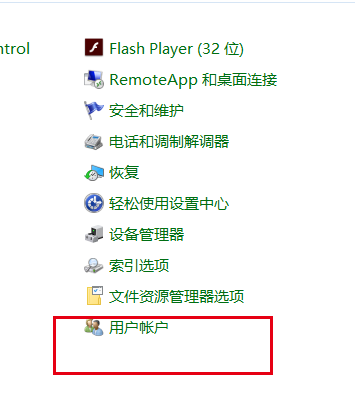 ntrol
Flash Player (32 位)
RemoteApp 和桌面连接
安全和维护
电话和调制解调器
恢复
轻松使用设置中心
设备管理器
索引选项
文件资源管理器选项
用户帐户